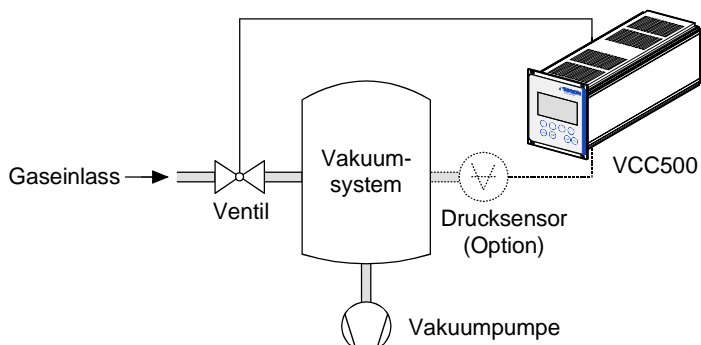 Gaseinlass
Ventil
Vakuum-
system
Drucksensor
(Option)
VCC500
Vakuumpumpe